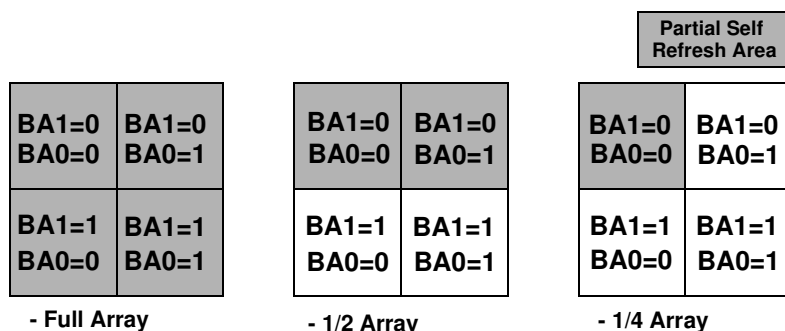 Partial Self
Refresh Area
BA1=0 BA1=0
BA0=0 BA0=1
BA1=1 BA1=1
BA0=0 BA0=1
- Full Array
BA1=0 BA1=0
BA0=0 BA0=1
BA1=1 BA1=1
BA0=0 BA0=1
- 1/2 Array
BA1=0 BA1=0
BA0=0 BA0=1
BA1=1 BA1=1
BA0=0 BA0=1
- 1/4 Array